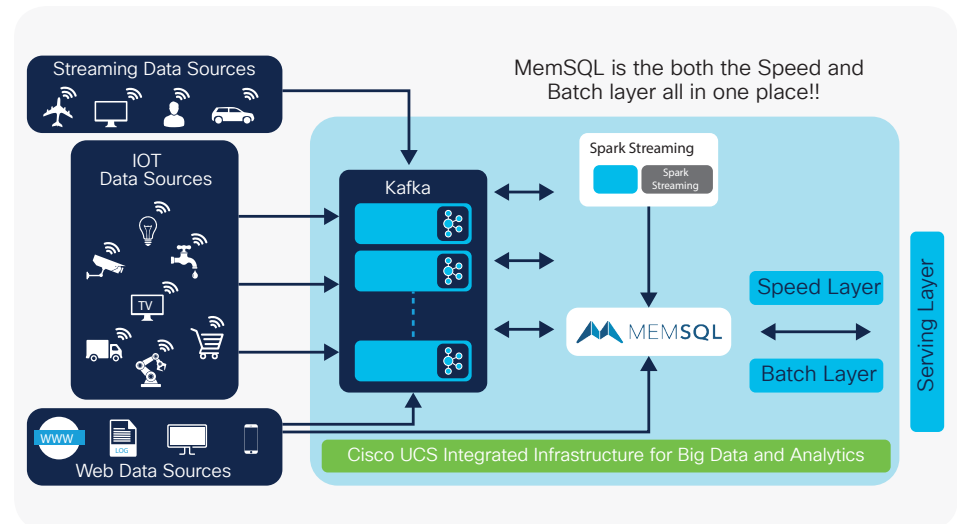 Streaming Data Sources
MemSQL is the both the Speed and
Batch layer all in one place!!
IOT
Data Sources
TV
Kafka
Spark Streaming
Spark
Streaming
MEMSQL
Speed Layer
Batch Layer
Serving Layer
www
LOG
Web Data Sources
Cisco UCS Integrated Infrastructure for Big Data and Analytics